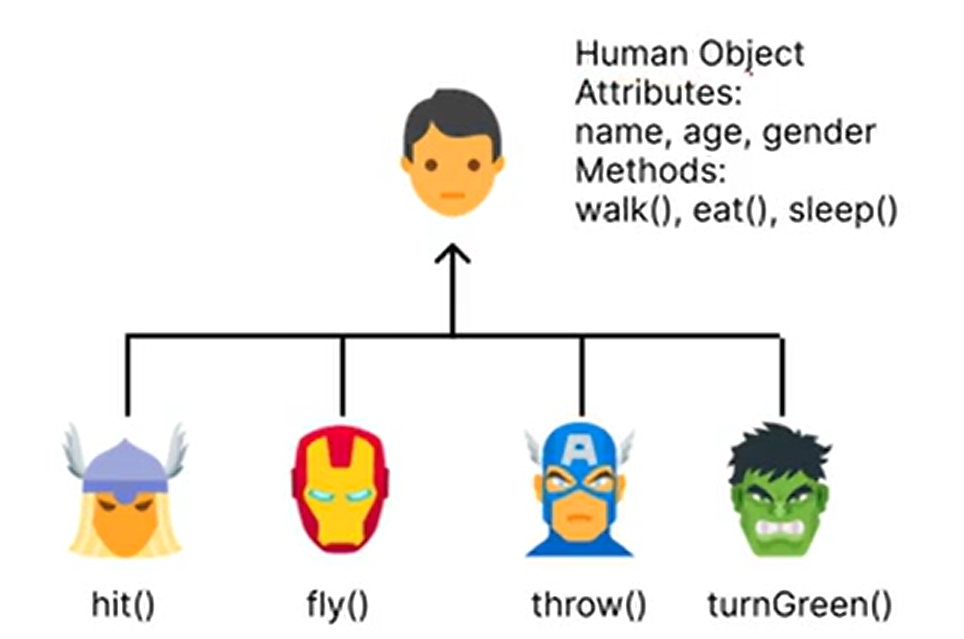 Human Object
Attributes:
name, age, gender
Methods:
walk(), eat(), sleep()
A
hit()
fly()
throw()
turnGreen()